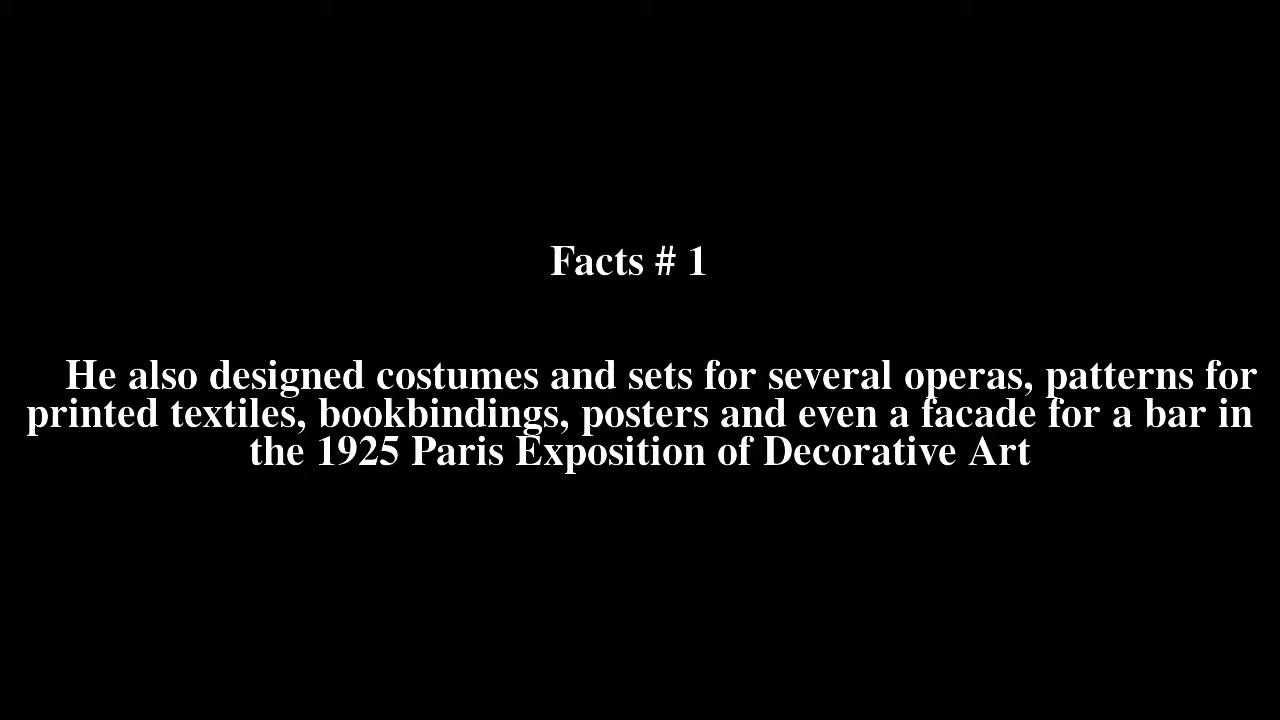 Facts # 1
He also designed costumes and sets for several operas, patterns for
printed textiles, bookbindings, posters and even a facade for a bar in
the 1925 Paris Exposition of Decorative Art